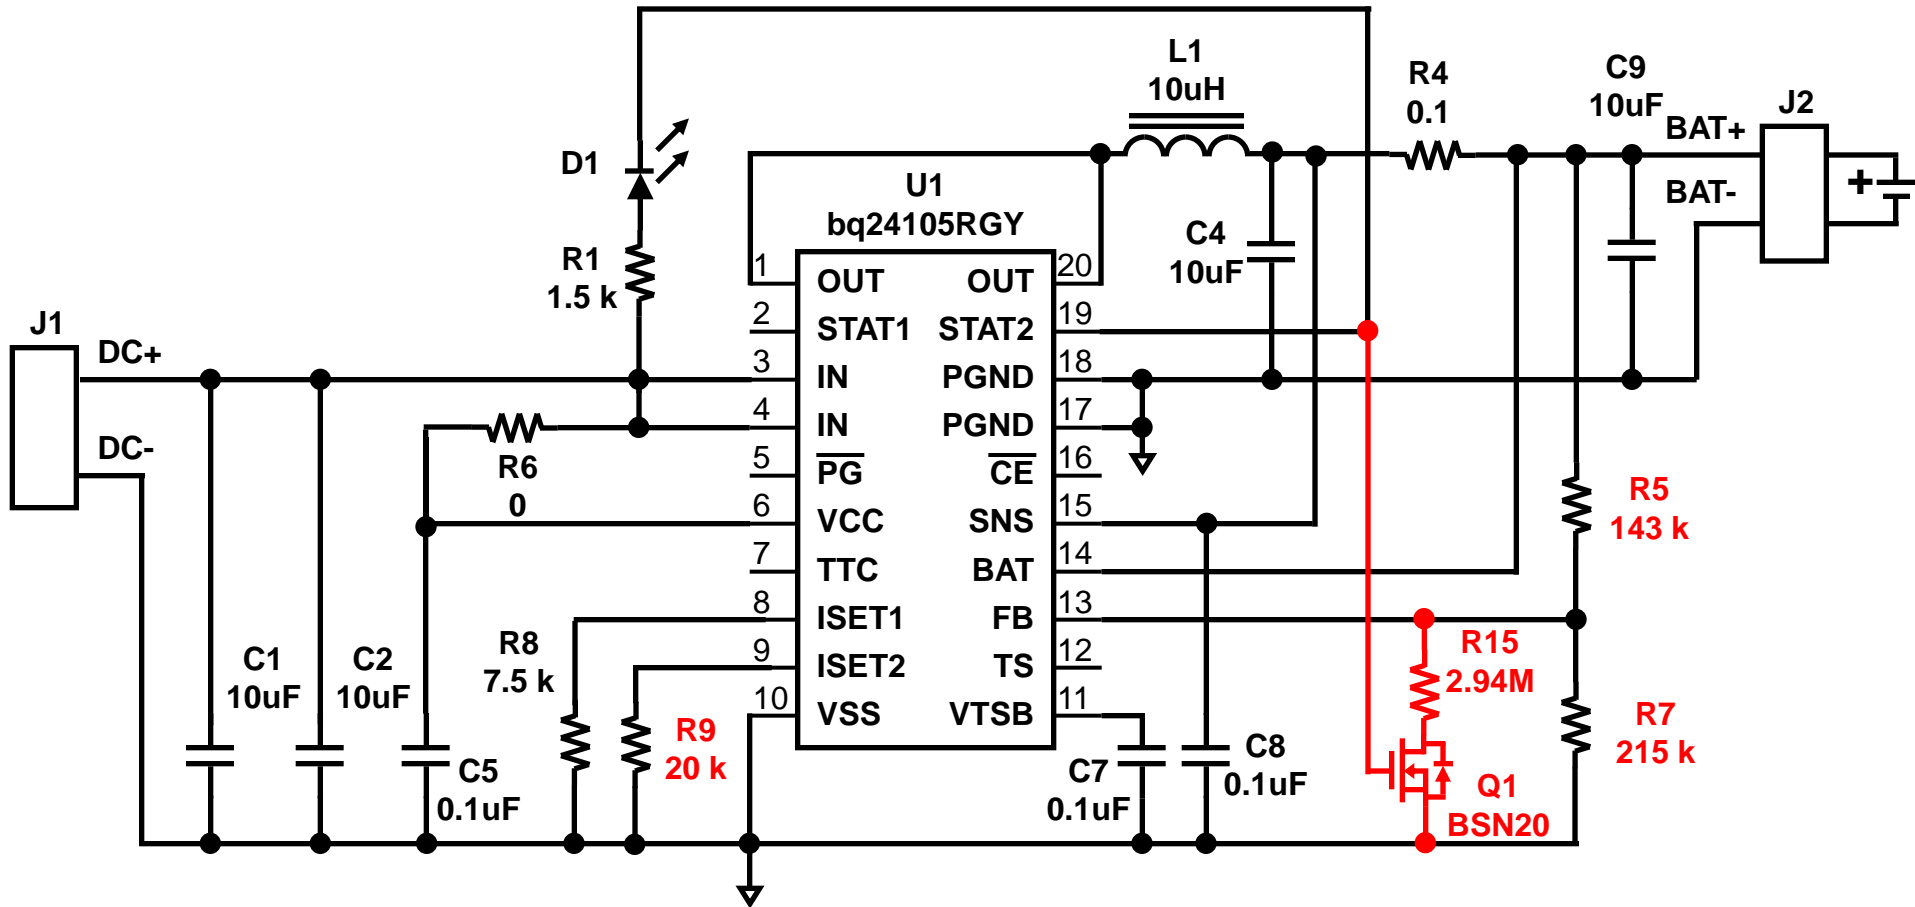 L1
10uH
R4
0.1
C9
10uF
J2
BAT+
BAT-
+
D1
U1
bq24105RGY
R1
1.5 k
C4
10uF
J1
DC+
DC-
1 OUT OUT 20
2 STAT1 STAT2 19
3 IN PGND 18
4 IN PGND 17
5 PG CE 16
6 VCC SNS 15
7 TTC BAT 14
8 ISET1 FB 13
9 ISET2 TS 12
10 VSS VTSB 11
R6
0
R5
143 k
R8
7.5 k
C1
10uF
C2
10uF
R15
2.94M
R9
20 k
R7
215 k
C5
0.1uF
C7
0.1uF
C8
0.1uF
Q1
BSN20